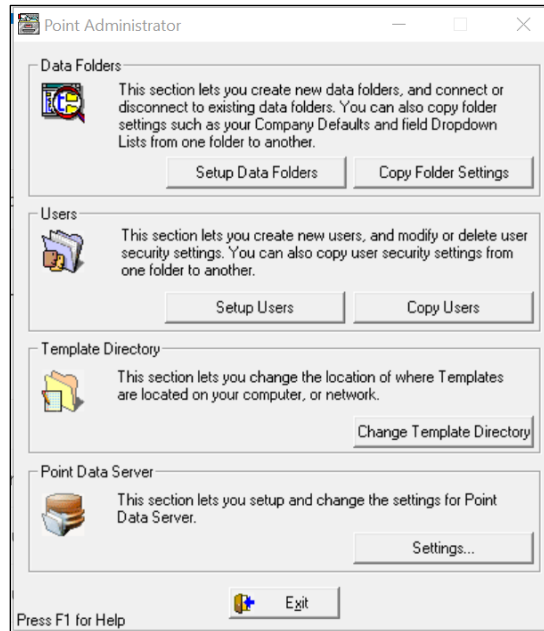 Point Administrator
Data Folders
This section lets you create new data folders, and connect or
disconnect to existing data folders. You can also copy folder
settings such as your Company Defaults and field Dropdown
Lists from one folder to another.
Setup Data Folders
Copy Folder Settings
Users
This section lets you create new users, and modify or delete user
security settings. You can also copy user security settings from
one folder to another.
Setup Users
Copy Users
Template Directory
This section lets you change the location of where Templates
are located on your computer, or network.
Change Template Directory
Point Data Server
This section lets you setup and change the settings for Point
Data Server.
Settings...
Exit
Press F1 for Help